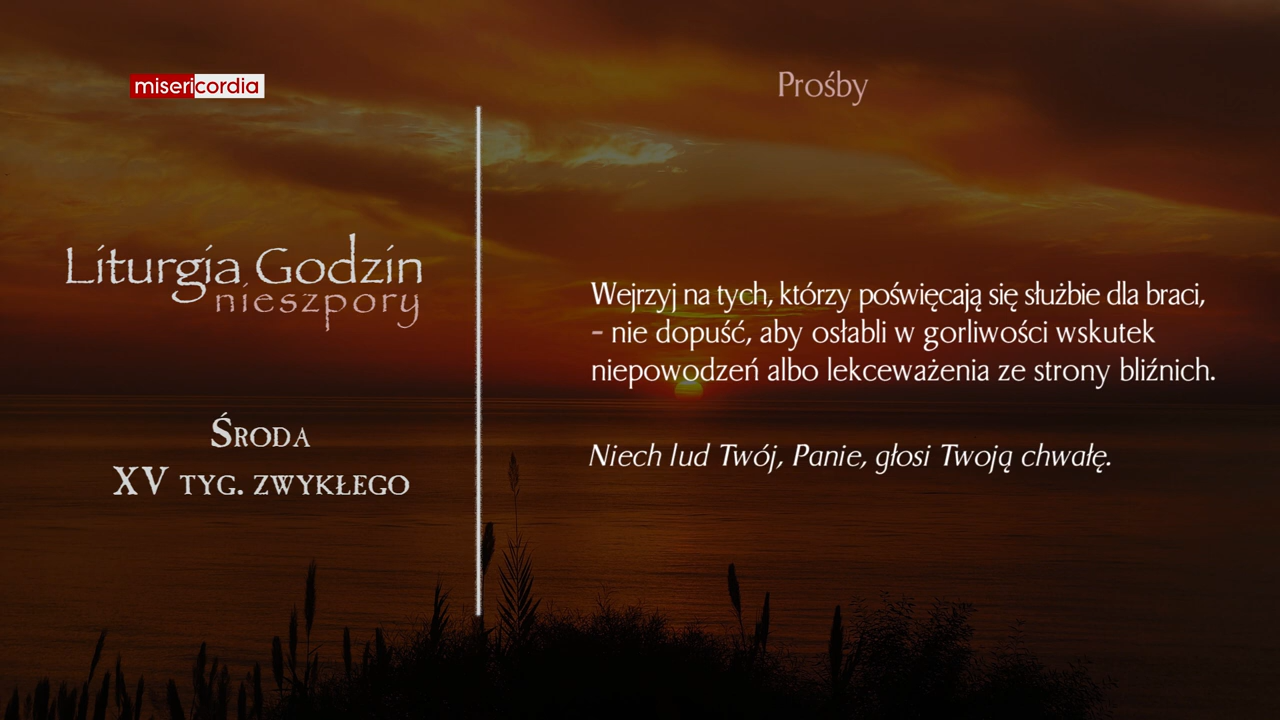 misericordia
Liturgia Godzin
nieszpory
Środa
XV tyg. zwykłego
Prośby
Wejrzyj na tych, którzy poświęcają się służbie dla braci,
- nie dopuść, aby osłabli w gorliwości wskutek
niepowodzeń albo lekceważenia ze strony bliźnich.
Niech lud Twój, Panie, głosi Twoją chwałę.